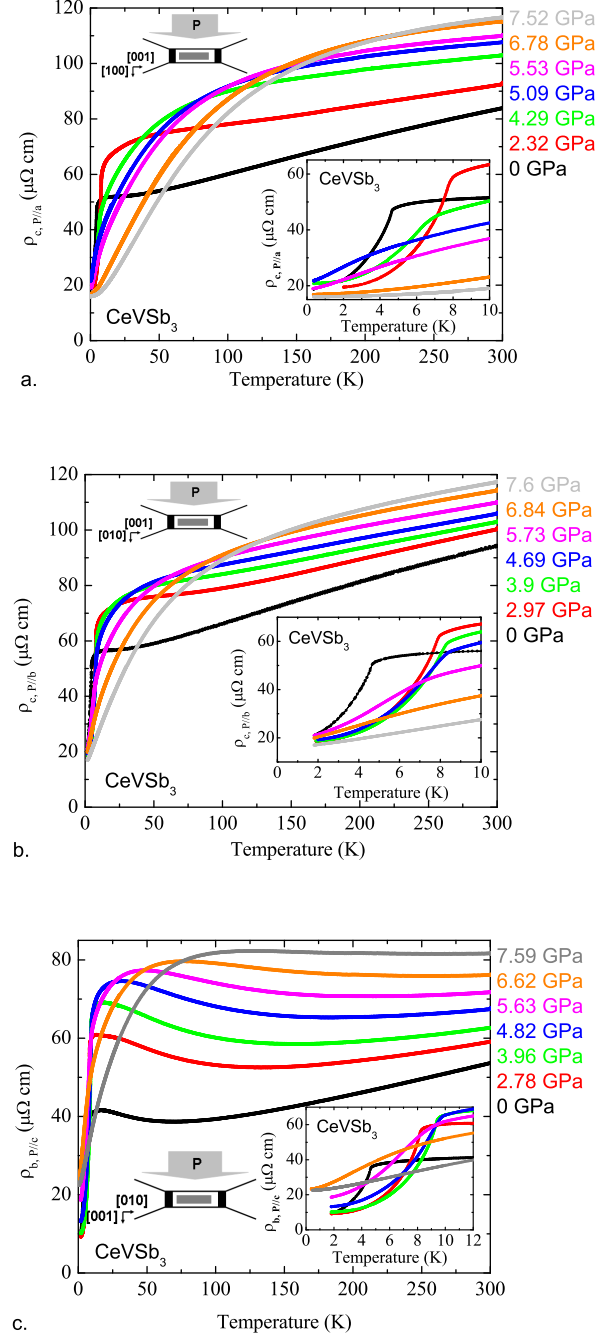 120
100
80
60
40
20
0
ρc, P//a (μΩ cm)
P
[001]
[100]
CeVSb3
0 50 100 150 200 250 300
Temperature (K)
7.52 GPa
6.78 GPa
5.53 GPa
5.09 GPa
4.29 GPa
2.32 GPa
0 GPa
CeVSb3
60
40
20
ρc, P//a (μΩ cm)
0 2 4 6 8 10
Temperature (K)
a.
120
100
80
60
40
20
0
ρc, P//b (μΩ cm)
P
[001]
[010]
CeVSb3
0 50 100 150 200 250 300
Temperature (K)
7.6 GPa
6.84 GPa
5.73 GPa
4.69 GPa
3.9 GPa
2.97 GPa
0 GPa
CeVSb3
60
40
20
ρc, P//b (μΩ cm)
0 2 4 6 8 10
Temperature (K)
b.
80
60
40
20
0
ρb, P//c (μΩ cm)
P
[010]
[001]
CeVSb3
0 50 100 150 200 250 300
Temperature (K)
7.59 GPa
6.62 GPa
5.63 GPa
4.82 GPa
3.96 GPa
2.78 GPa
0 GPa
CeVSb3
60
40
20
0
ρb, P//c (μΩ cm)
0 2 4 6 8 10 12
Temperature (K)
c.